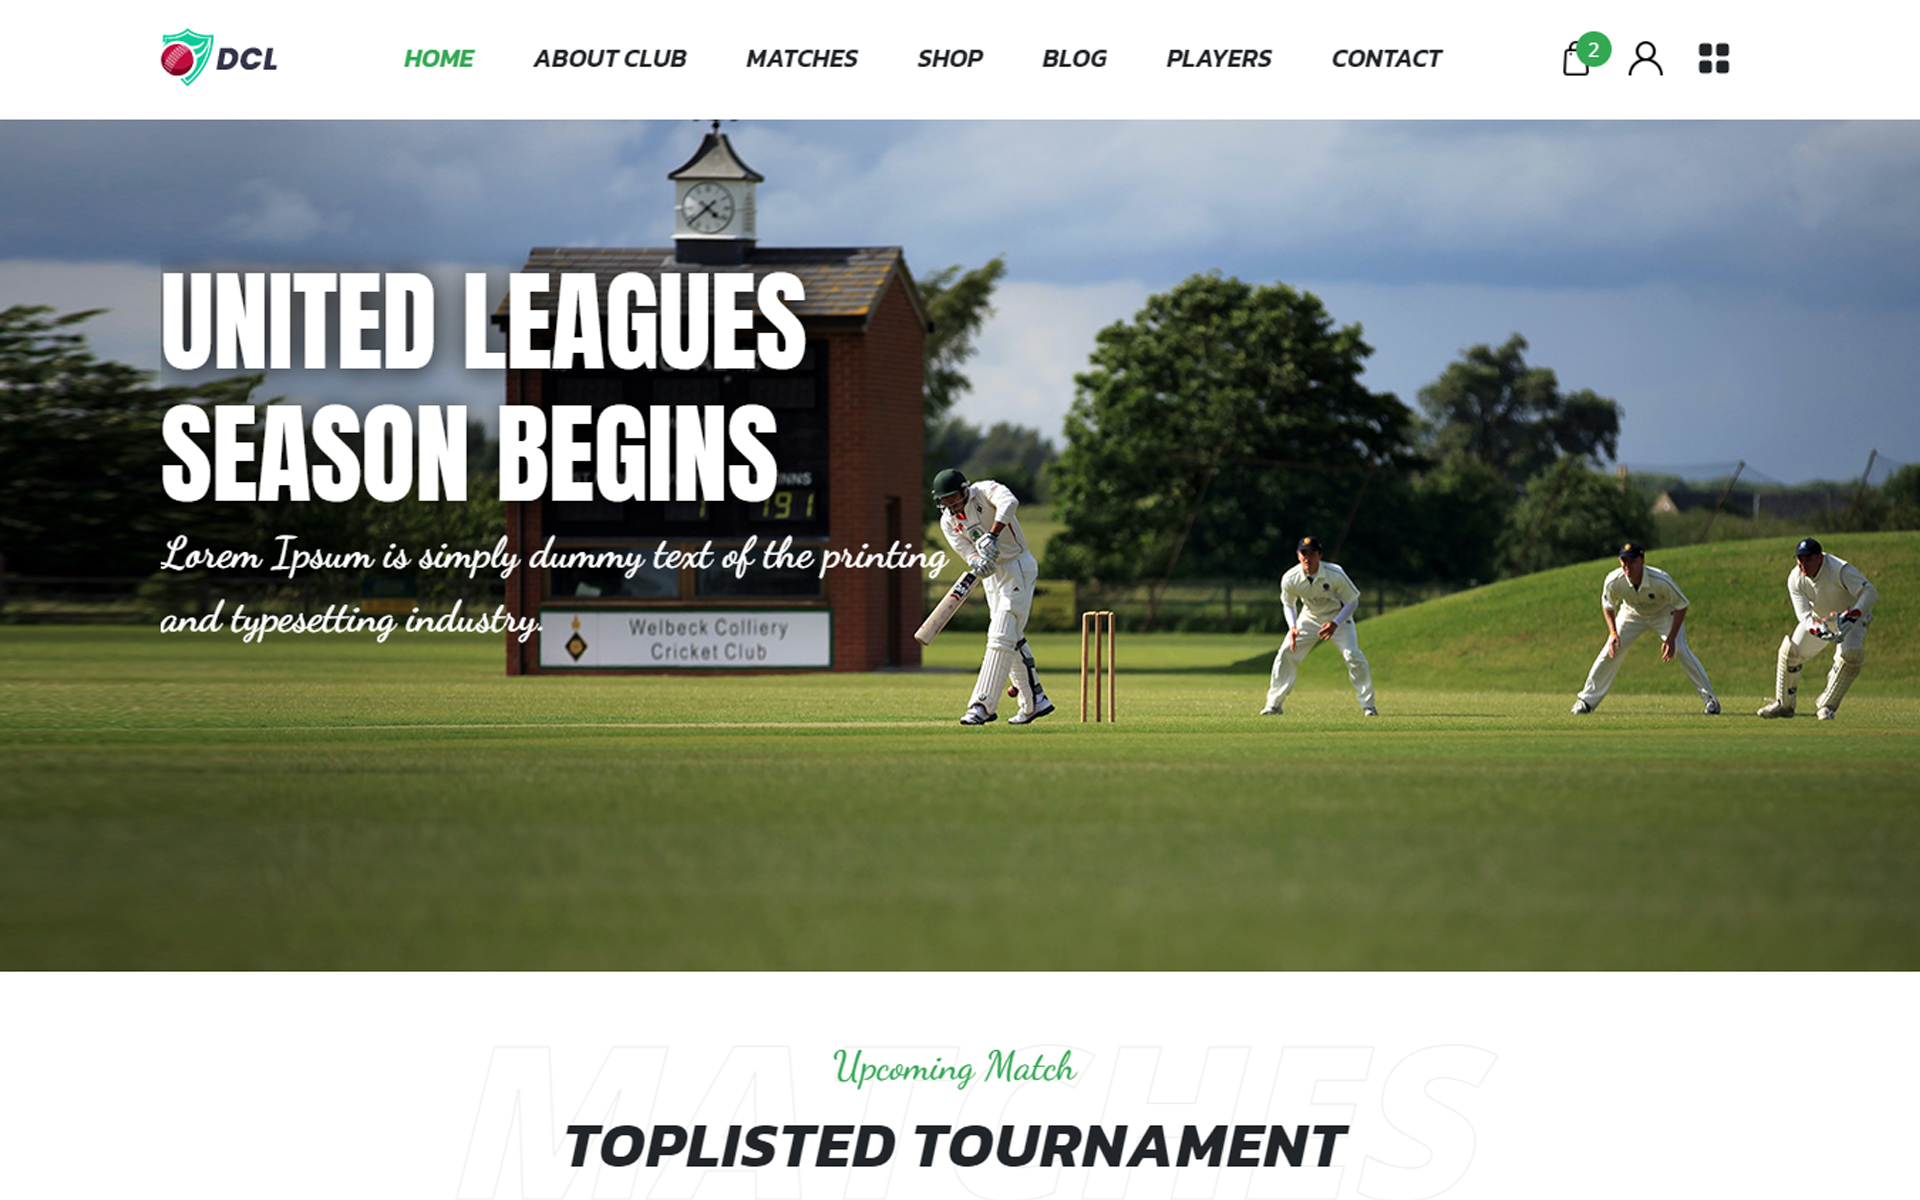 DCL
HOME ABOUT CLUB MATCHES SHOP BLOG PLAYERS CONTACT
2
UNITED LEAGUES
SEASON BEGINS
191
Lorem Ipsum is simply dummy text of the printing
and typesetting industry.
Welbeck Colliery
Cricket Club
MATCHES
Upcoming Match
TOPLISTED TOURNAMENT